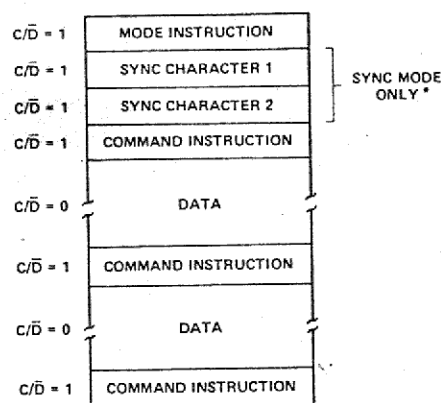 C/D̅ = 1 MODE INSTRUCTION
C/D̅ = 1 SYNC CHARACTER 1
SYNC MODE
ONLY*
C/D̅ = 1 SYNC CHARACTER 2
C/D̅ = 1 COMMAND INSTRUCTION
C/D̅ = 0 DATA
C/D̅ = 1 COMMAND INSTRUCTION
C/D̅ = 0 DATA
C/D̅ = 1 COMMAND INSTRUCTION